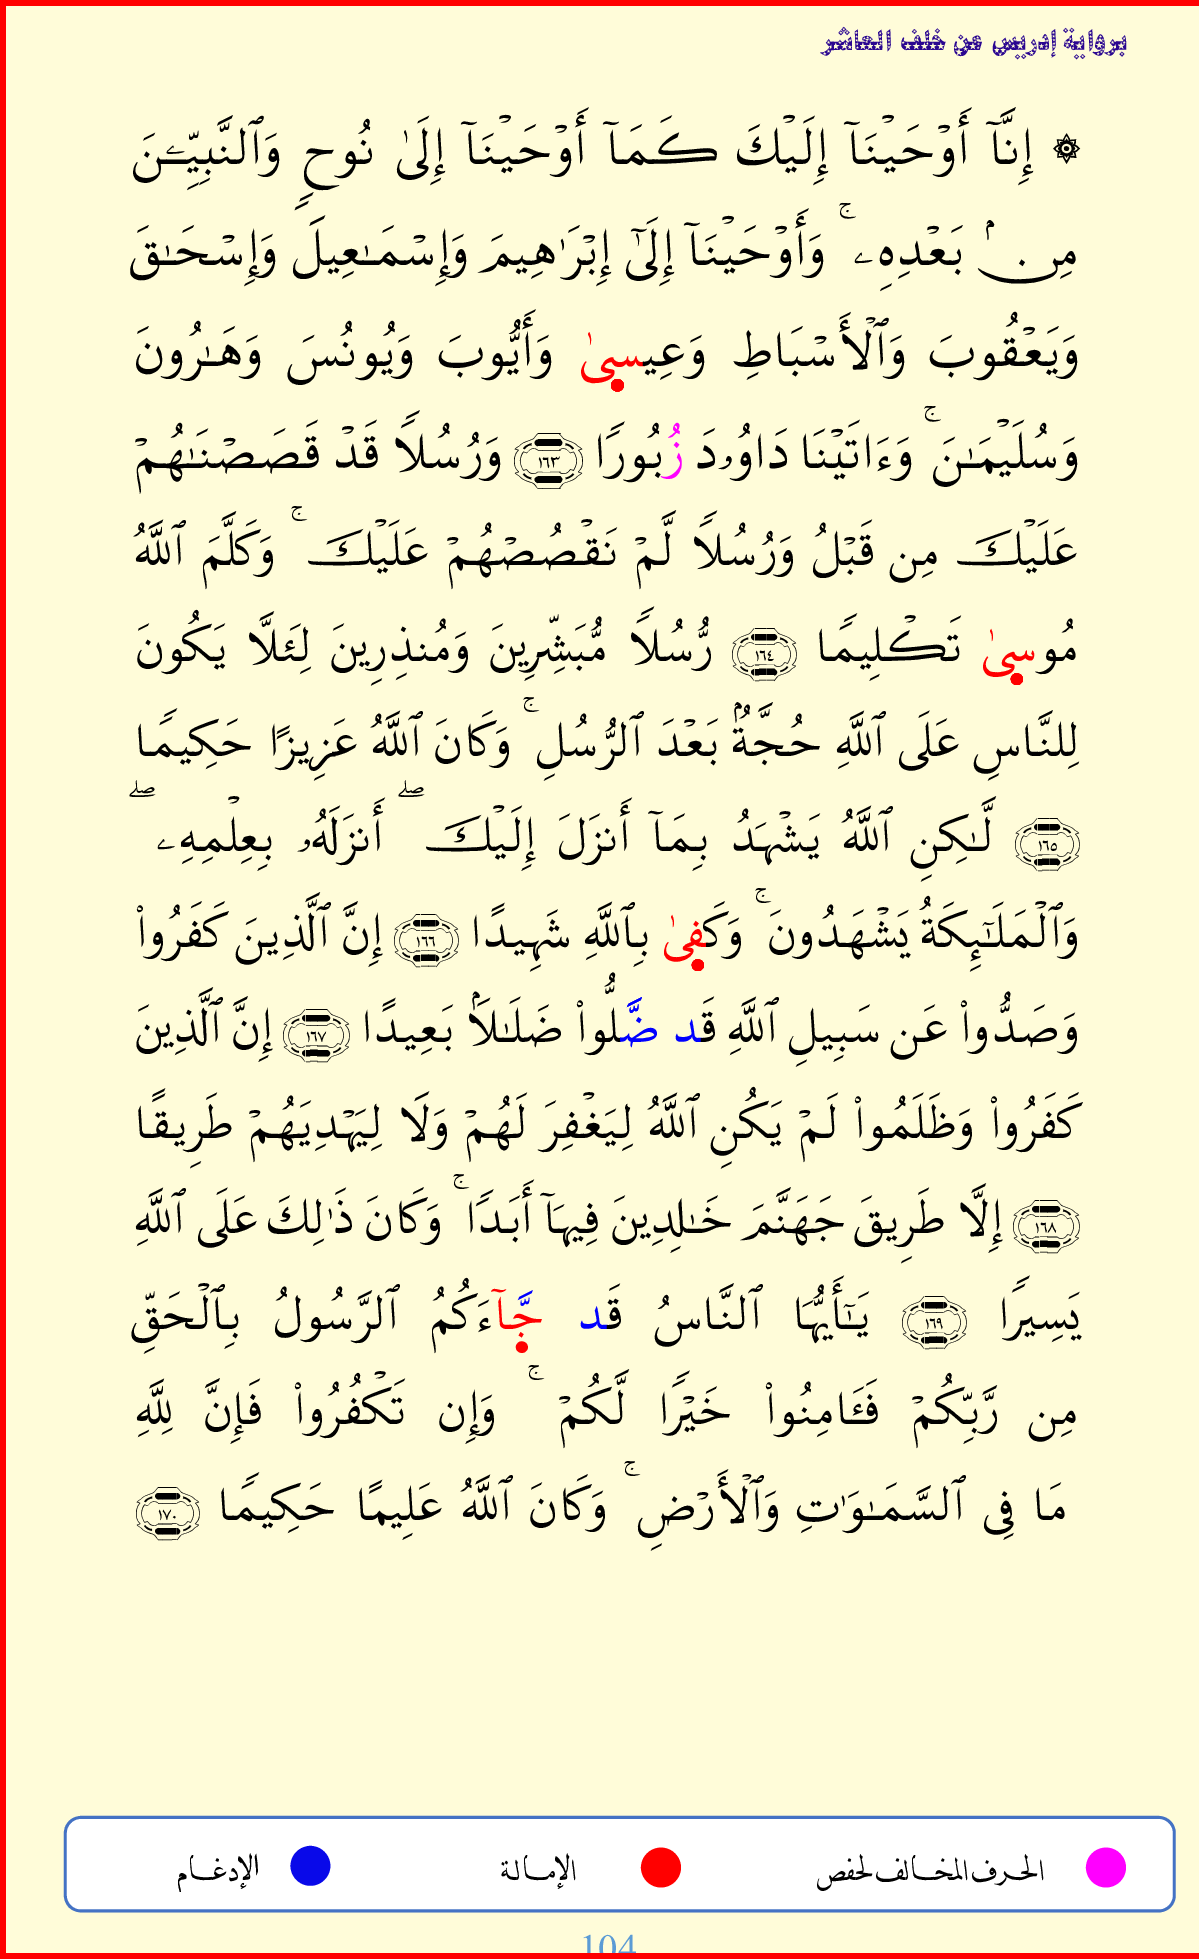 برواية إدريس عن خلف العاشر
۞ إِنَّآ أَوۡحَيۡنَآ إِلَيۡكَ كَمَآ أَوۡحَيۡنَآ إِلَىٰ نُوحٖ وَٱلنَّبِيِّـۧنَ
مِنۢ بَعۡدِهِۦۚ وَأَوۡحَيۡنَآ إِلَىٰٓ إِبۡرَٰهِيمَ وَإِسۡمَٰعِيلَ وَإِسۡحَٰقَ
وَيَعۡقُوبَ وَٱلۡأَسۡبَاطِ وَعِيسىٰ وَأَيُّوبَ وَيُونُسَ وَهَٰرُونَ
وَسُلَيۡمَٰنَۚ وَءَاتَيۡنَا دَاوُۥدَ زُبُورٗا ١٦٣ وَرُسُلٗا قَدۡ قَصَصۡنَٰهُمۡ
عَلَيۡكَ مِن قَبۡلُ وَرُسُلٗا لَّمۡ نَقۡصُصۡهُمۡ عَلَيۡكَۚ وَكَلَّمَ ٱللَّهُ
مُوسىٰ تَكۡلِيمٗا ١٦٤ رُّسُلٗا مُّبَشِّرِينَ وَمُنذِرِينَ لِئَلَّا يَكُونَ
لِلنَّاسِ عَلَى ٱللَّهِ حُجَّةُۢ بَعۡدَ ٱلرُّسُلِۚ وَكَانَ ٱللَّهُ عَزِيزًا حَكِيمٗا
١٦٥ لَّٰكِنِ ٱللَّهُ يَشۡهَدُ بِمَآ أَنزَلَ إِلَيۡكَۖ أَنزَلَهُۥ بِعِلۡمِهِۦۖ
وَٱلۡمَلَٰٓئِكَةُ يَشۡهَدُونَۚ وَكَفىٰ بِٱللَّهِ شَهِيدًا ١٦٦ إِنَّ ٱلَّذِينَ كَفَرُواْ
وَصَدُّواْ عَن سَبِيلِ ٱللَّهِ قَد ضَّلُّواْ ضَلَٰلَۢا بَعِيدًا ١٦٧ إِنَّ ٱلَّذِينَ
كَفَرُواْ وَظَلَمُواْ لَمۡ يَكُنِ ٱللَّهُ لِيَغۡفِرَ لَهُمۡ وَلَا لِيَهۡدِيَهُمۡ طَرِيقًا
١٦٨ إِلَّا طَرِيقَ جَهَنَّمَ خَٰلِدِينَ فِيهَآ أَبَدٗاۚ وَكَانَ ذَٰلِكَ عَلَى ٱللَّهِ
يَسِيرٗا ١٦٩ يَٰٓأَيُّهَا ٱلنَّاسُ قَد جَّآءَكُمُ ٱلرَّسُولُ بِٱلۡحَقِّ
مِن رَّبِّكُمۡ فَـَٔامِنُواْ خَيۡرٗا لَّكُمۡۚ وَإِن تَكۡفُرُواْ فَإِنَّ لِلَّهِ
مَا فِي ٱلسَّمَٰوَٰتِ وَٱلۡأَرۡضِۚ وَكَانَ ٱللَّهُ عَلِيمًا حَكِيمٗا ١٧٠
الحرف المخالف لحفص الإمالة الإدغام
104